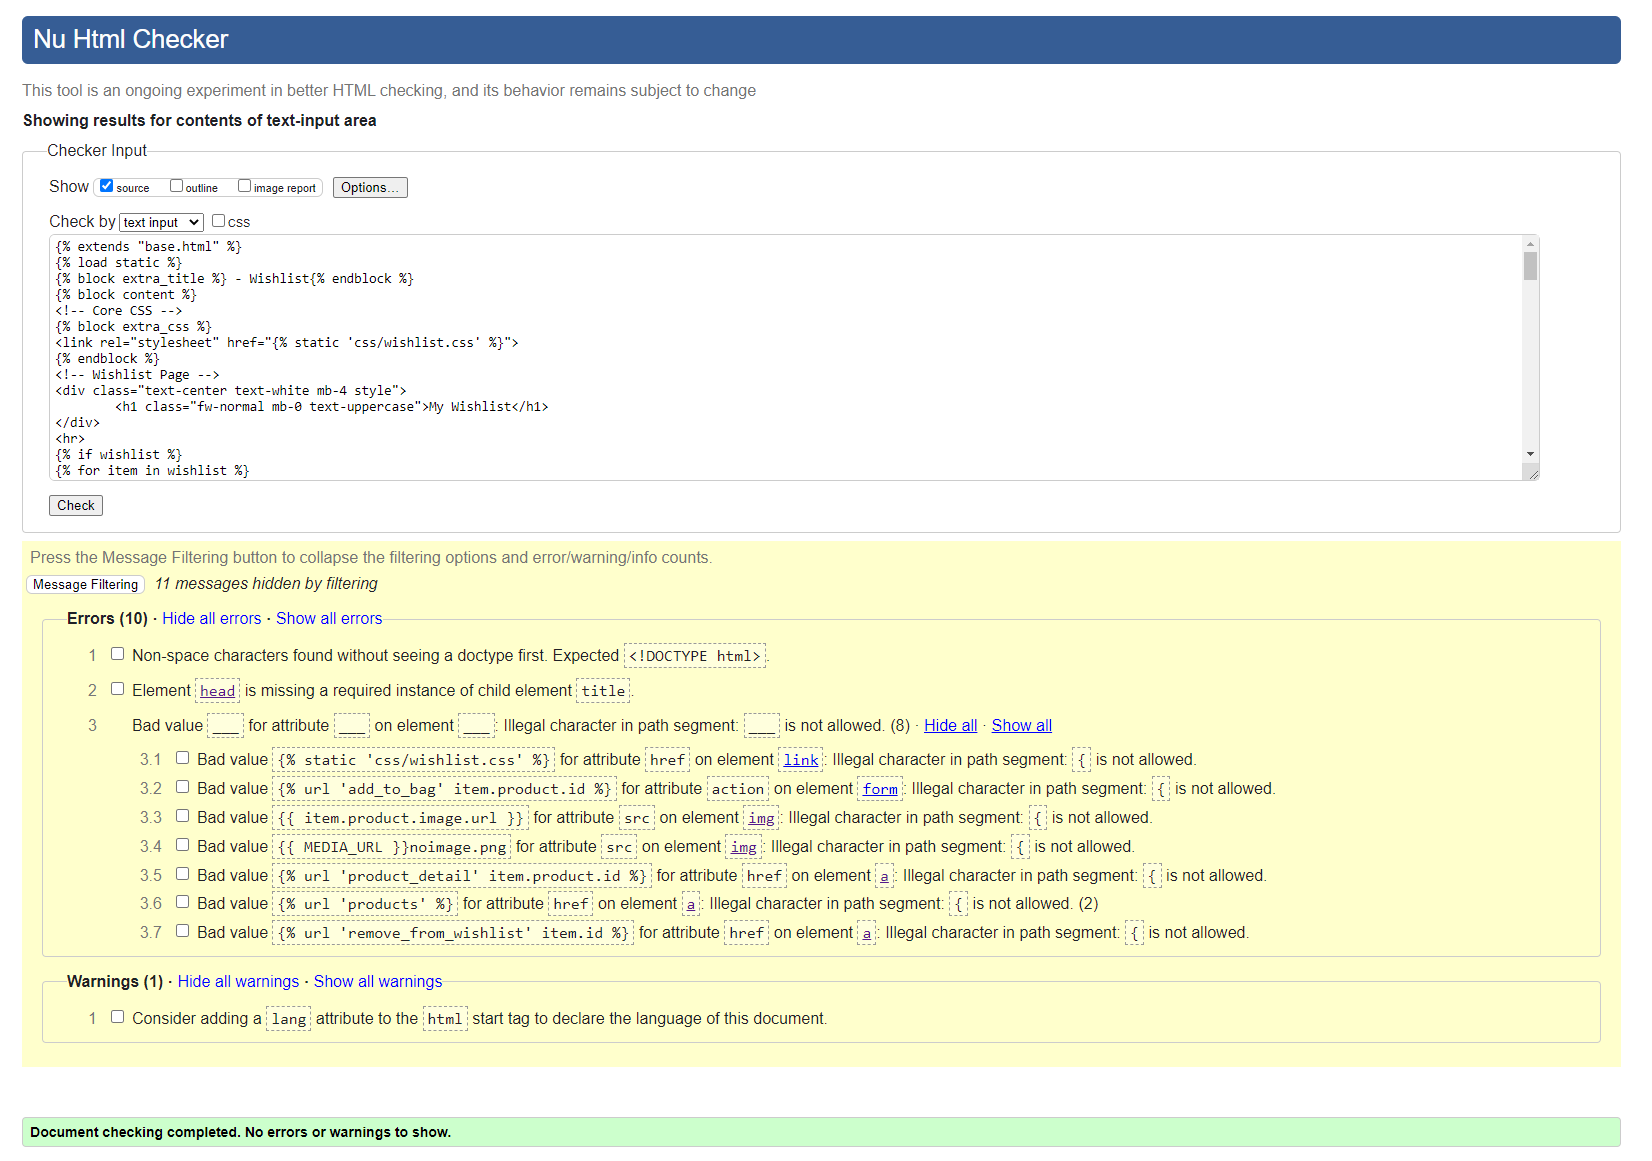 Nu Html Checker
This tool is an ongoing experiment in better HTML checking, and its behavior remains subject to change
Showing results for contents of text-input area
Checker Input
Show source outline image report Options...
Check by text input css
{% extends "base.html" %}
{% load static %}
{% block extra_title %} - Wishlist{% endblock %}
{% block content %}
<!-- Core CSS -->
{% block extra_css %}
<link rel="stylesheet" href="{% static 'css/wishlist.css' %}">
{% endblock %}
<!-- Wishlist Page -->
<div class="text-center text-white mb-4 style">
<h1 class="fw-normal mb-0 text-uppercase">My Wishlist</h1>
</div>
<hr>
{% if wishlist %}
{% for item in wishlist %}
Check
Press the Message Filtering button to collapse the filtering options and error/warning/info counts.
Message Filtering 11 messages hidden by filtering
Errors (10) · Hide all errors · Show all errors
1 Non-space characters found without seeing a doctype first. Expected <!DOCTYPE html>.
2 Element head is missing a required instance of child element title.
3 Bad value ___ for attribute ___ on element ___: Illegal character in path segment: ___ is not allowed. (8) · Hide all · Show all
3.1 Bad value {% static 'css/wishlist.css' %} for attribute href on element link: Illegal character in path segment: { is not allowed.
3.2 Bad value {% url 'add_to_bag' item.product.id %} for attribute action on element form: Illegal character in path segment: { is not allowed.
3.3 Bad value {{ item.product.image.url }} for attribute src on element img: Illegal character in path segment: { is not allowed.
3.4 Bad value {{ MEDIA_URL }}noimage.png for attribute src on element img: Illegal character in path segment: { is not allowed.
3.5 Bad value {% url 'product_detail' item.product.id %} for attribute href on element a: Illegal character in path segment: { is not allowed.
3.6 Bad value {% url 'products' %} for attribute href on element a: Illegal character in path segment: { is not allowed. (2)
3.7 Bad value {% url 'remove_from_wishlist' item.id %} for attribute href on element a: Illegal character in path segment: { is not allowed.
Warnings (1) · Hide all warnings · Show all warnings
1 Consider adding a lang attribute to the html start tag to declare the language of this document.
Document checking completed. No errors or warnings to show.